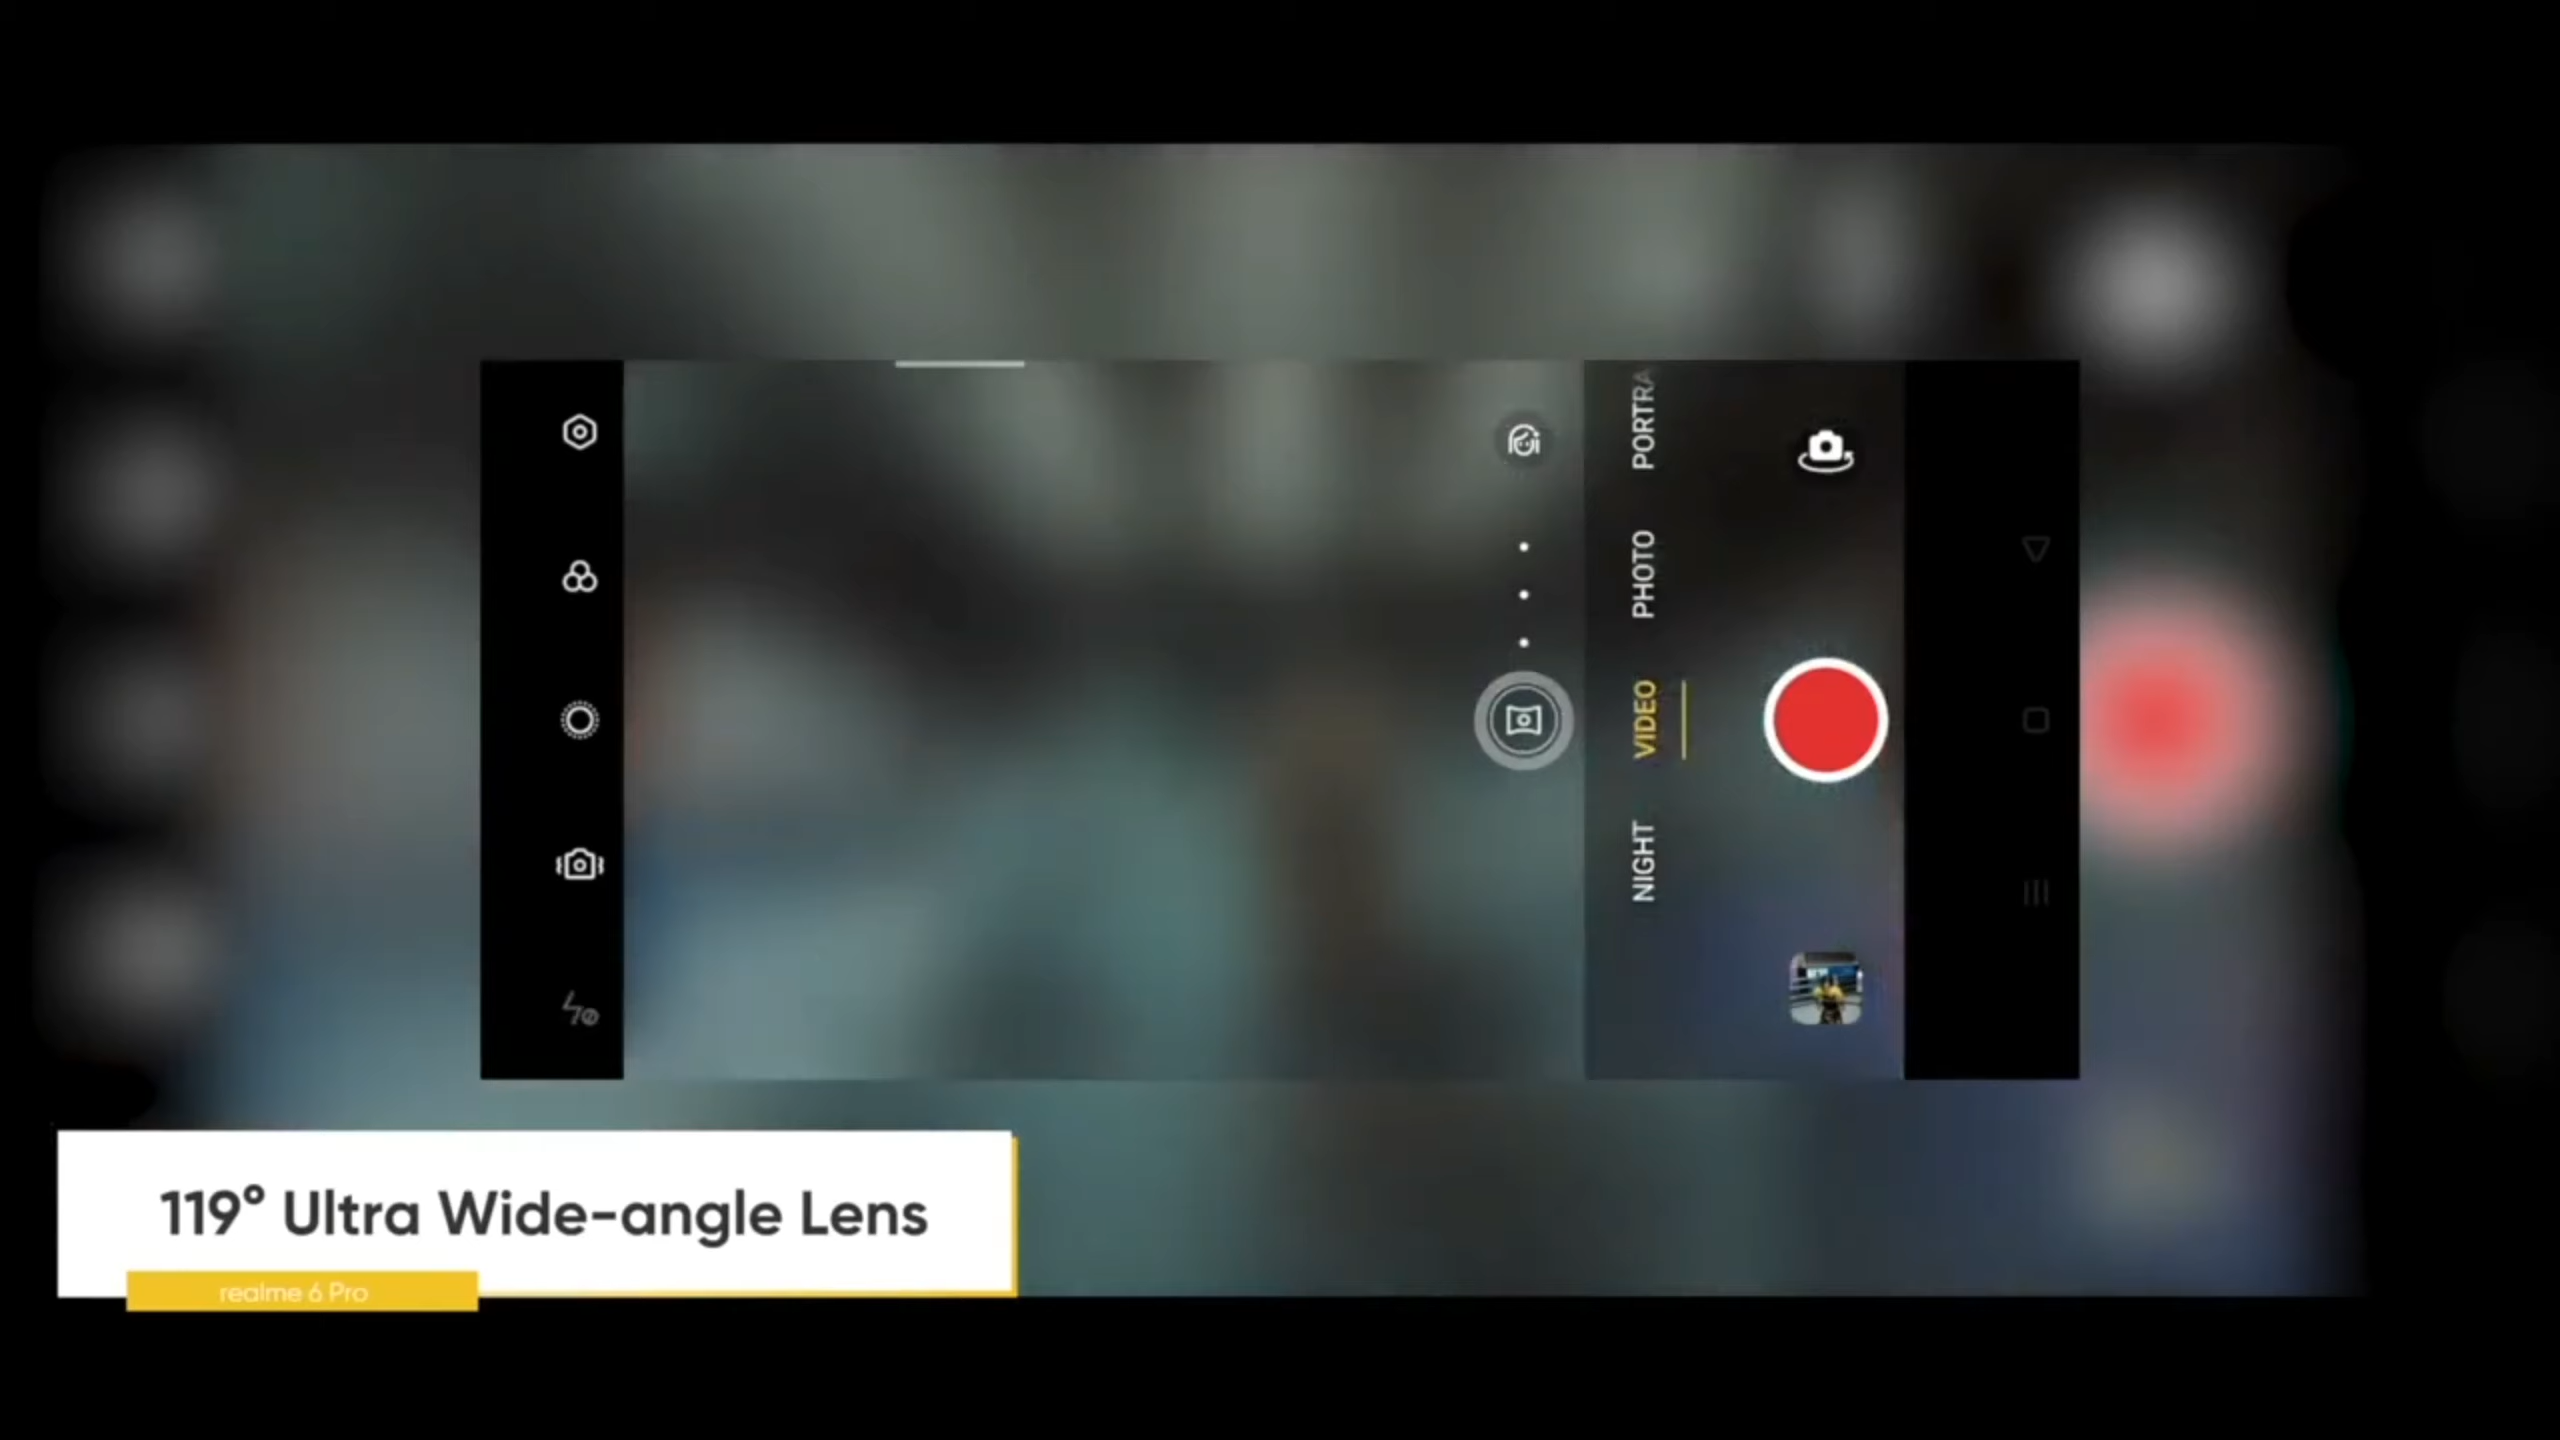 PORTRA
PHOTO
VIDEO
NIGHT
119° Ultra Wide-angle Lens
realme 6 Pro